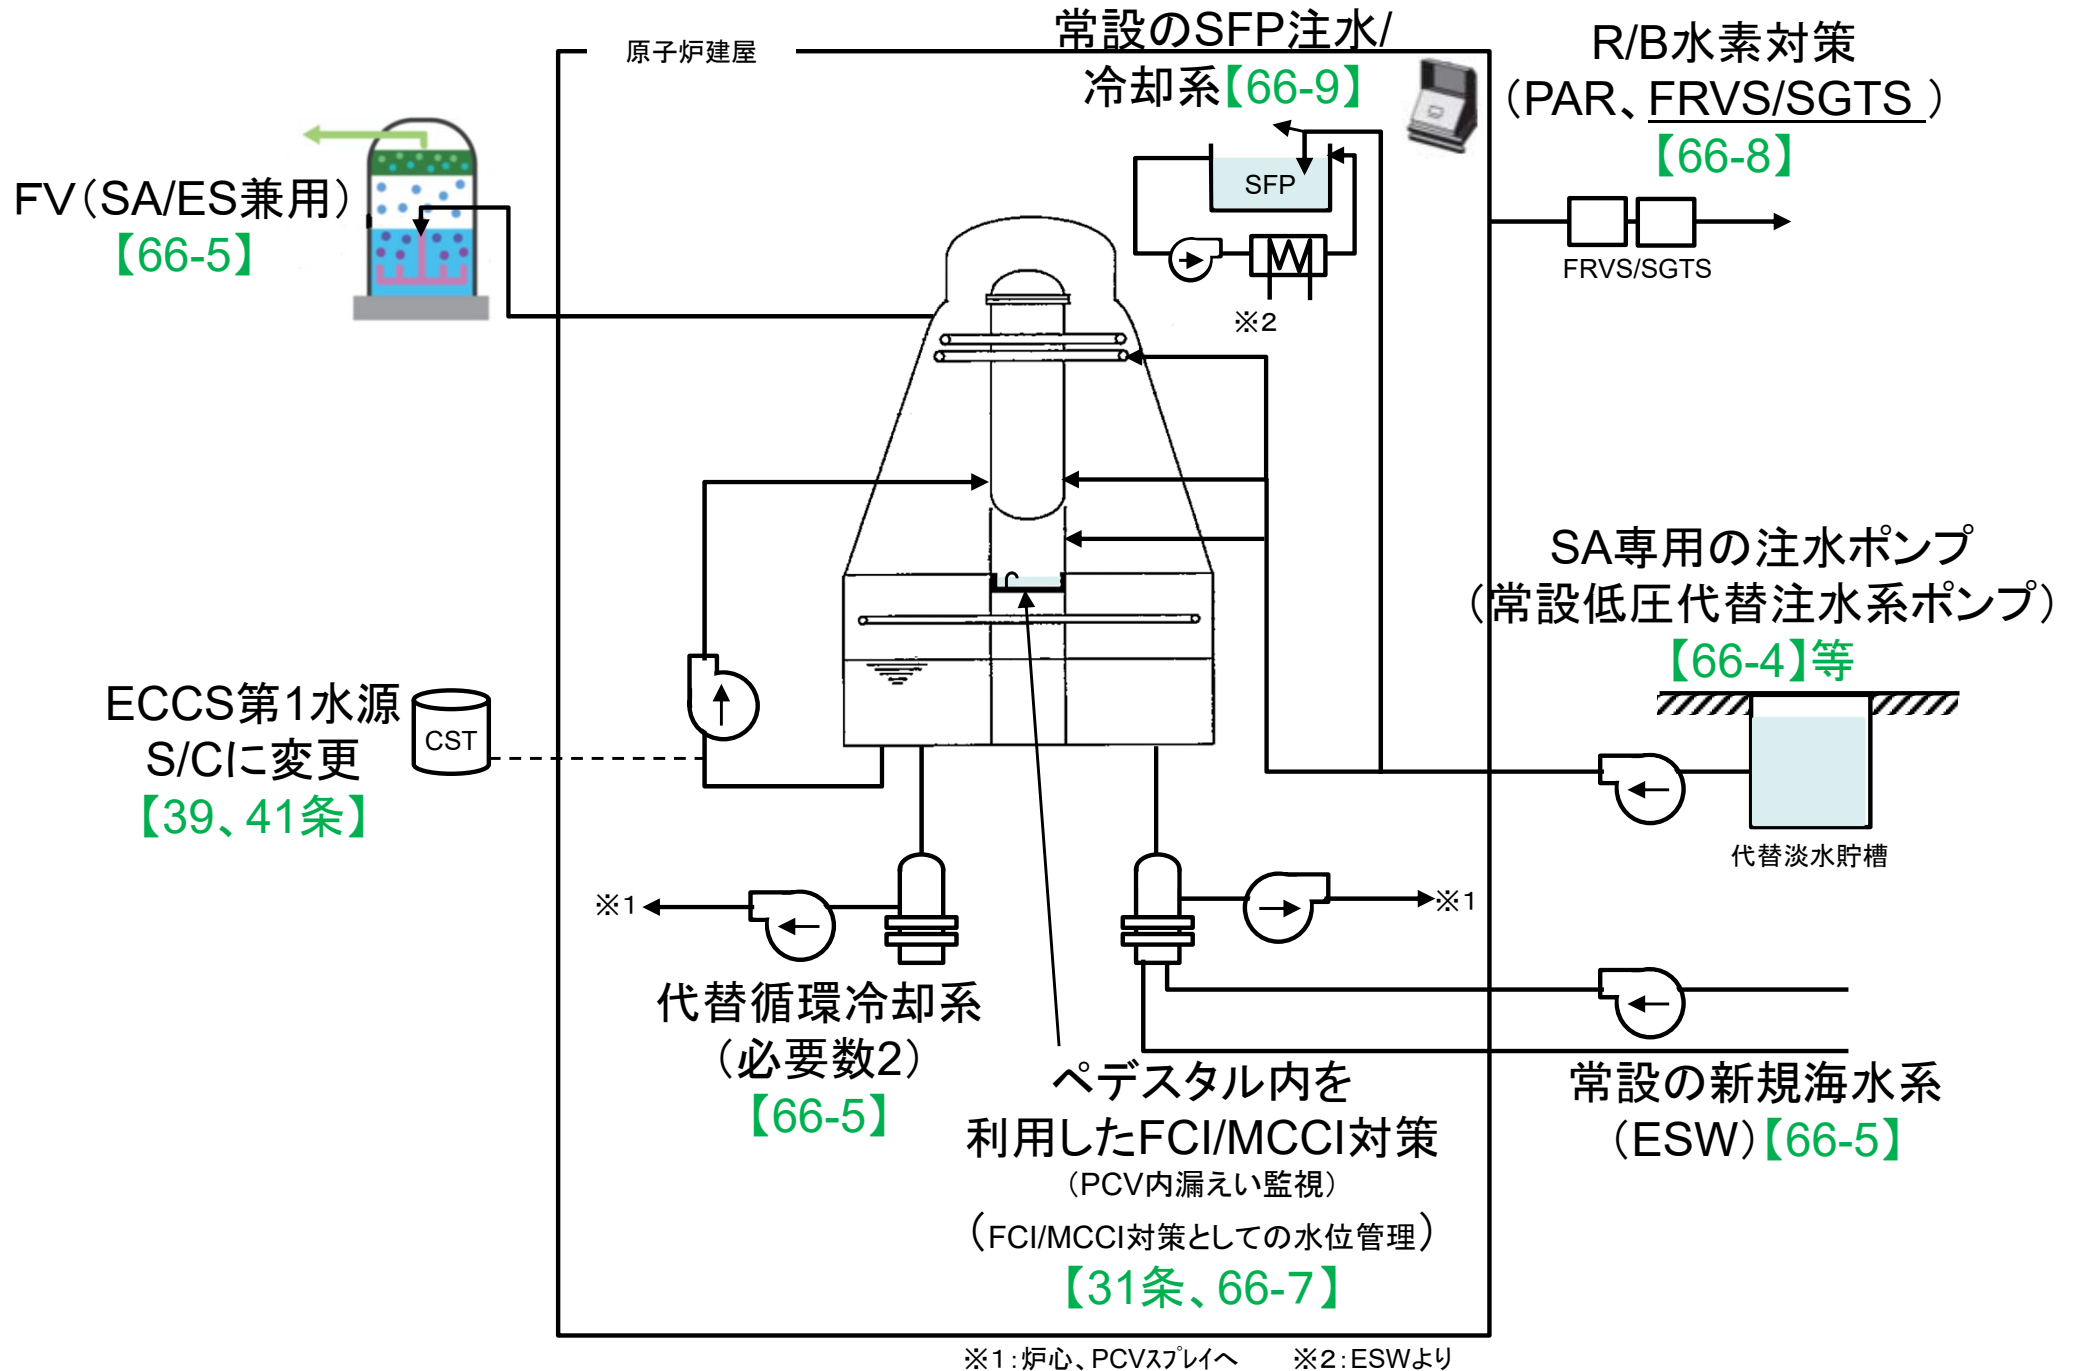 原子炉建屋
常設のSFP注水/
冷却系【66-9】
R/B水素対策
（PAR、FRVS/SGTS ）
【66-8】
FV（SA/ES兼用）
【66-5】
SFP
※2
FRVS/SGTS
SA専用の注水ポンプ
（常設低圧代替注水系ポンプ）
【66-4】等
代替淡水貯槽
ECCS第1水源
S/Cに変更
【39、41条】
CST
※1
※1
代替循環冷却系
（必要数2）
【66-5】
ペデスタル内を
利用したFCI/MCCI対策
（PCV内漏えい監視）
（FCI/MCCI対策としての水位管理）
【31条、66-7】
常設の新規海水系
（ESW）【66-5】
※1：炉心、PCVｽﾌﾟﾚｲへ ※2：ESWより